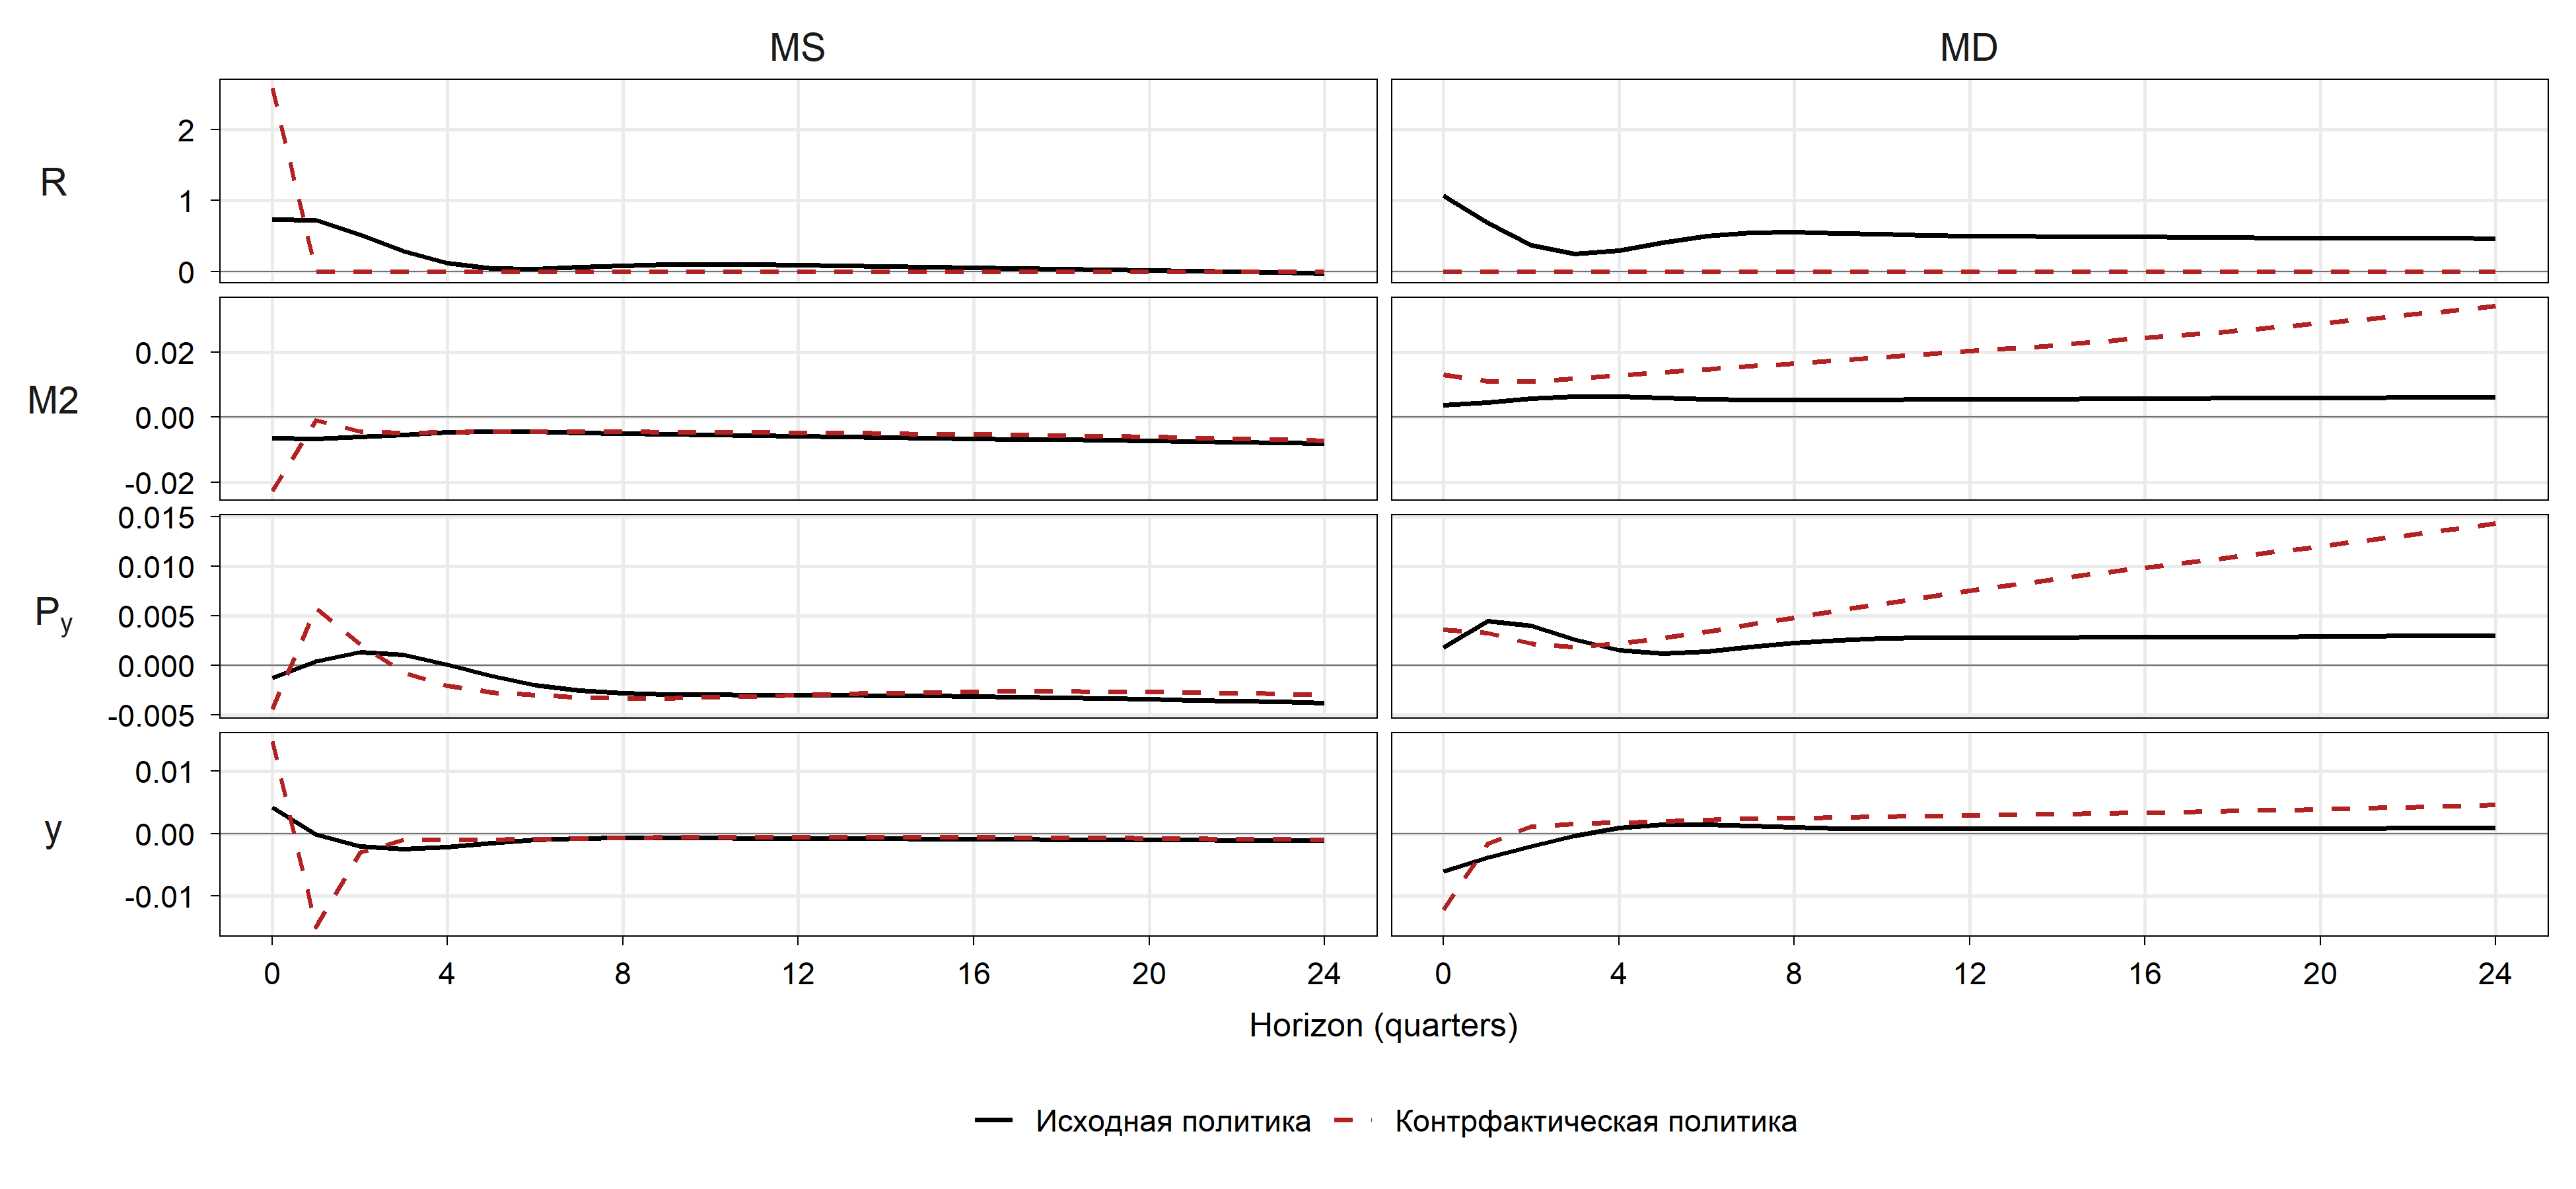 MS MD
R
2
1
0
M2
0.02
0.00
-0.02
Py
0.015
0.010
0.005
0.000
-0.005
y
0.01
0.00
-0.01
0 4 8 12 16 20 24 0 4 8 12 16 20 24
Horizon (quarters)
Исходная политика Контрфактическая политика